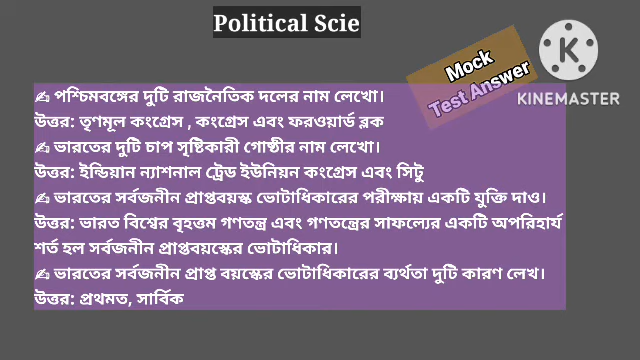 Political Scie
Mock
Test Answer
KINEMASTER
✍ পশ্চিমবঙ্গের দুটি রাজনৈতিক দলের নাম লেখো।
উত্তর: তৃণমূল কংগ্রেস , কংগ্রেস এবং ফরওয়ার্ড ব্লক
✍ ভারতের দুটি চাপ সৃষ্টিকারী গোষ্ঠীর নাম লেখো।
উত্তর: ইন্ডিয়ান ন্যাশনাল ট্রেড ইউনিয়ন কংগ্রেস এবং সিটু
✍ ভারতের সর্বজনীন প্রাপ্তবয়স্ক ভোটাধিকারের পরীক্ষায় একটি যুক্তি দাও।
উত্তর: ভারত বিশ্বের বৃহত্তম গণতন্ত্র এবং গণতন্ত্রের সাফল্যের একটি অপরিহার্য
শর্ত হল সর্বজনীন প্রাপ্তবয়স্কের ভোটাধিকার।
✍ ভারতের সর্বজনীন প্রাপ্ত বয়স্কের ভোটাধিকারের ব্যর্থতা দুটি কারণ লেখ।
উত্তর: প্রথমত, সার্বিক